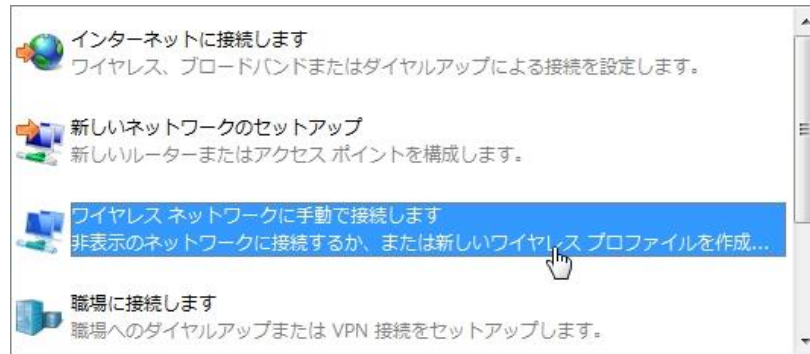 インターネットに接続します
ワイヤレス、ブロードバンドまたはダイヤルアップによる接続を設定します。
新しいネットワークのセットアップ
新しいルーターまたはアクセス ポイントを構成します。
ワイヤレス ネットワークに手動で接続します
非表示のネットワークに接続するか、または新しいワイヤレス プロファイルを作成...
職場に接続します
職場へのダイヤルアップまたは VPN 接続をセットアップします。